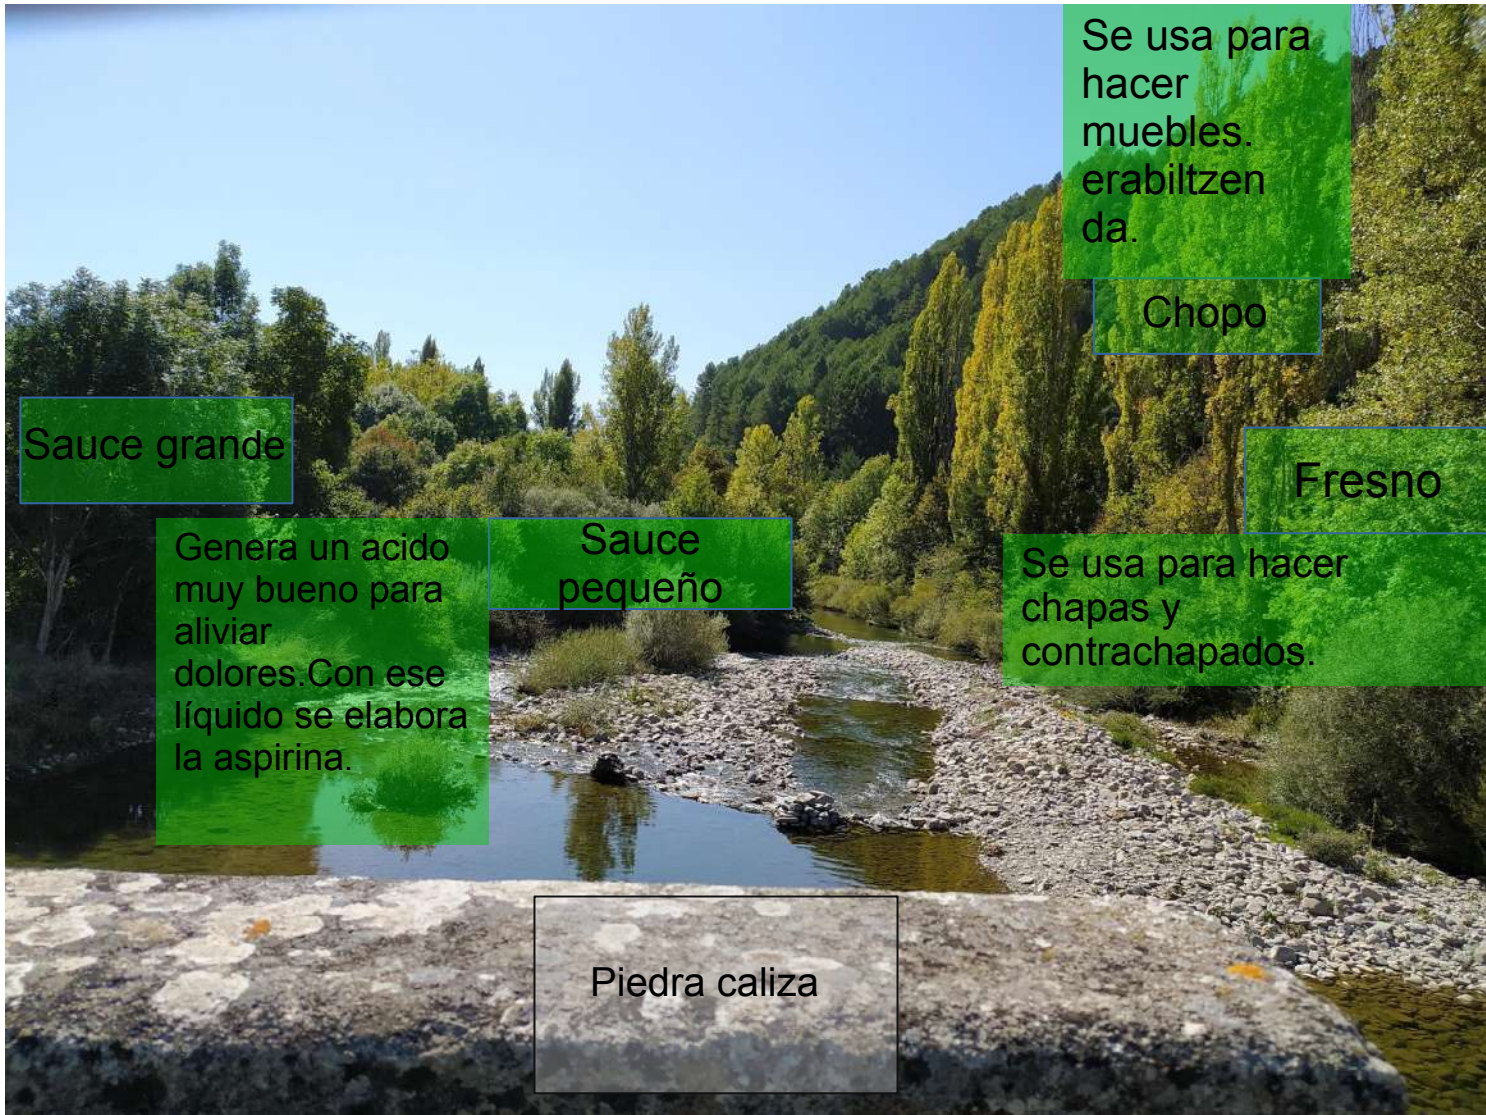 Se usa para
hacer
muebles.
erabiltzen
da.
Chopo
Sauce grande
Fresno
Genera un acido
muy bueno para
aliviar
dolores.Con ese
líquido se elabora
la aspirina.
Sauce
pequeño
Se usa para hacer
chapas y
contrachapados.
Piedra caliza